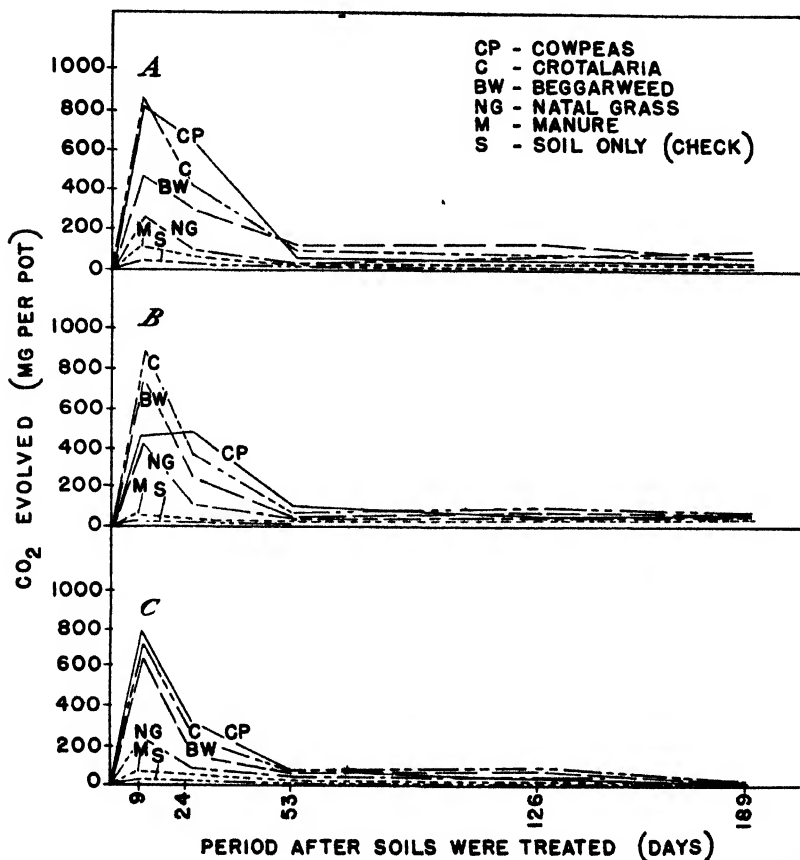 CP - COWPEAS
C - CROTALARIA
BW - BEGGARWEED
NG - NATAL GRASS
M - MANURE
S - SOIL ONLY (CHECK)
A
1000
800
600
400
200
0
CP
C
BW
M
S
NG
B
1000
800
600
400
200
0
C
BW
CP
NG
M
S
C
1000
800
600
400
200
0
NG
C
CP
M
S
BW
CO2 EVOLVED (MG PER POT)
9
24
53
126
189
PERIOD AFTER SOILS WERE TREATED (DAYS)